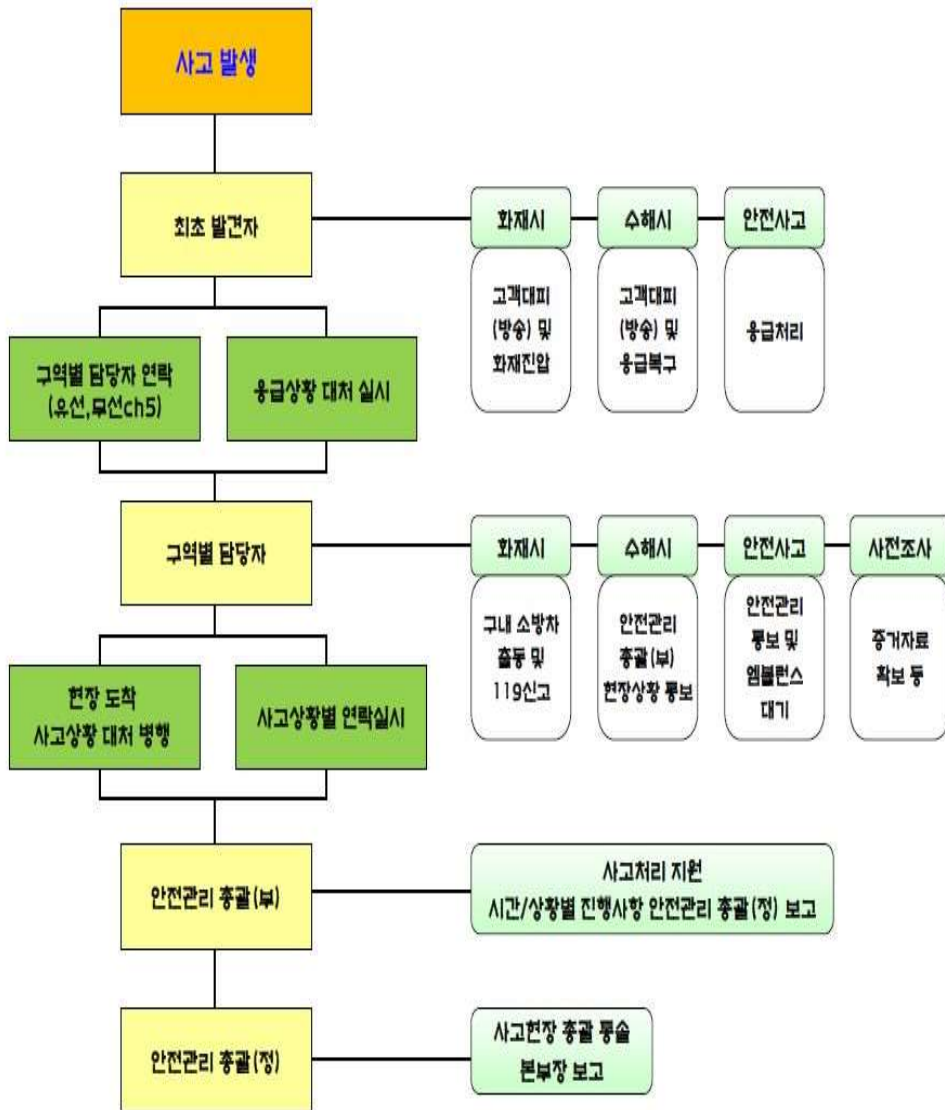 사고 발생
최초 발견자
화재시
수해시
안전사고
고객대피
(방송) 및
화재진압
고객대피
(방송) 및
응급복구
응급처리
구역별 담당자 연락
(유선,무선ch5)
응급상황 대처 실시
구역별 담당자
화재시
수해시
안전사고
사전조사
구내 소방차
출동 및
119신고
안전관리
총괄(부)
현장상황 통보
안전관리
통보 및
엠블런스
대기
증거자료
확보 등
현장 도착
사고상황 대처 병행
사고상황별 연락실시
안전관리 총괄(부)
사고처리 지원
시간/상황별 진행사항 안전관리 총괄(정) 보고
안전관리 총괄(정)
사고현장 총괄 통솔
본부장 보고